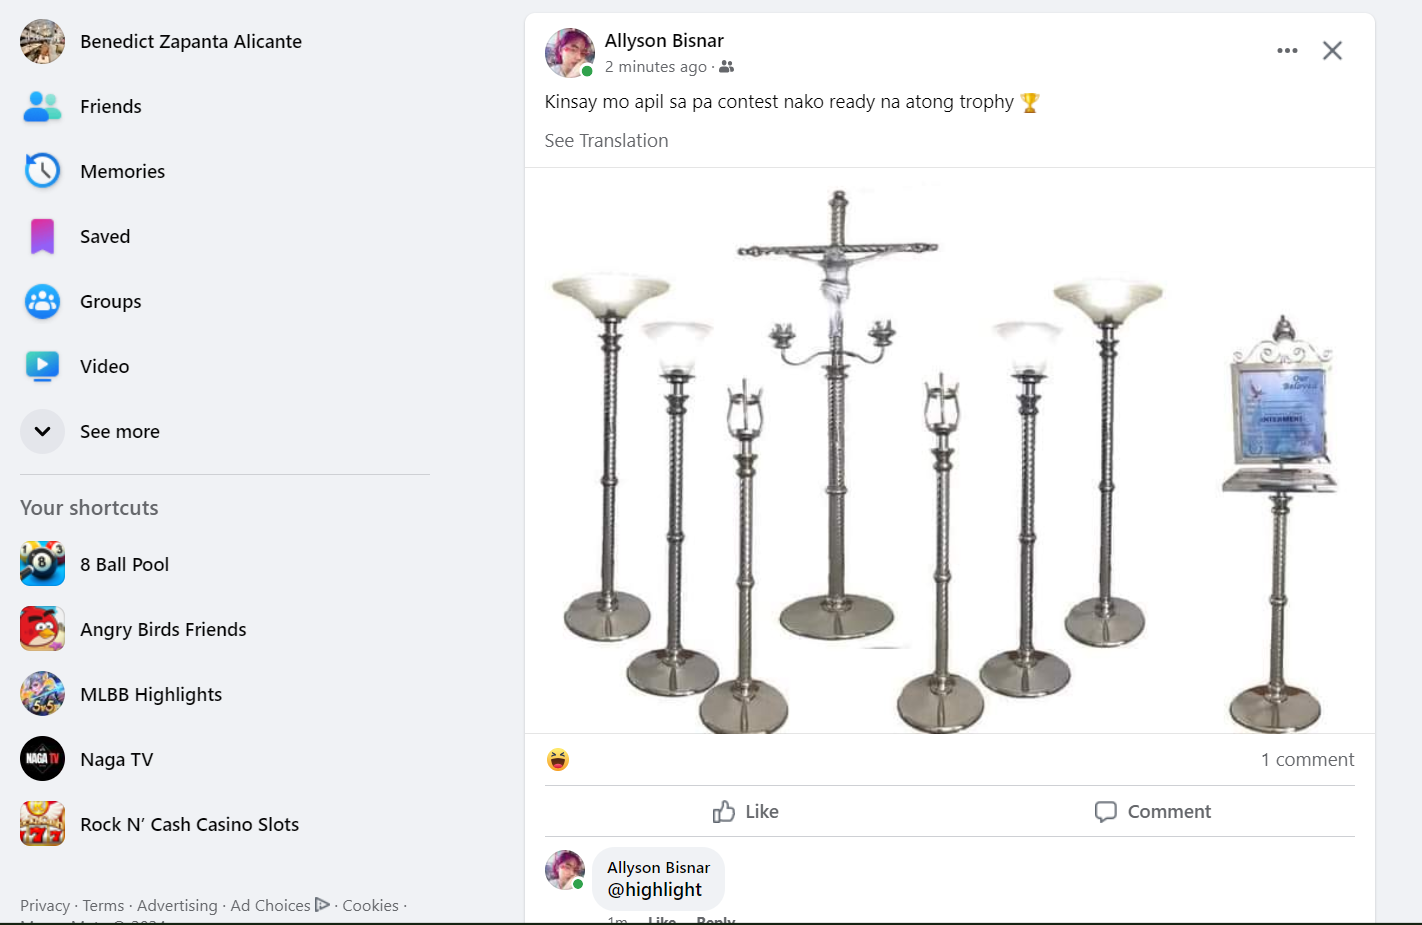 Benedict Zapanta Alicante
Friends
Memories
Saved
Groups
Video
See more
Your shortcuts
8 Ball Pool
Angry Birds Friends
MLBB Highlights
NAGA TV
Naga TV
Rock N’ Cash Casino Slots
Privacy · Terms · Advertising · Ad Choices · Cookies ·
Allyson Bisnar
2 minutes ago ·
Kinsay mo apil sa pa contest nako ready na atong trophy 🏆
See Translation
Our
Beloved
INTERMENT
1 comment
Like
Comment
Allyson Bisnar
@highlight
1m Like Reply